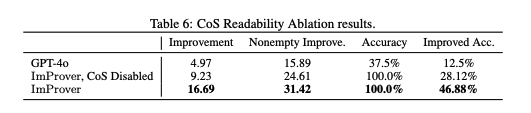 Table 6: CoS Readability Ablation results.
Improvement Nonempty Improve. Accuracy Improved Acc.
GPT-4o 4.97 15.89 37.5% 12.5%
ImProver, CoS Disabled 9.23 24.61 100.0% 28.12%
ImProver 16.69 31.42 100.0% 46.88%